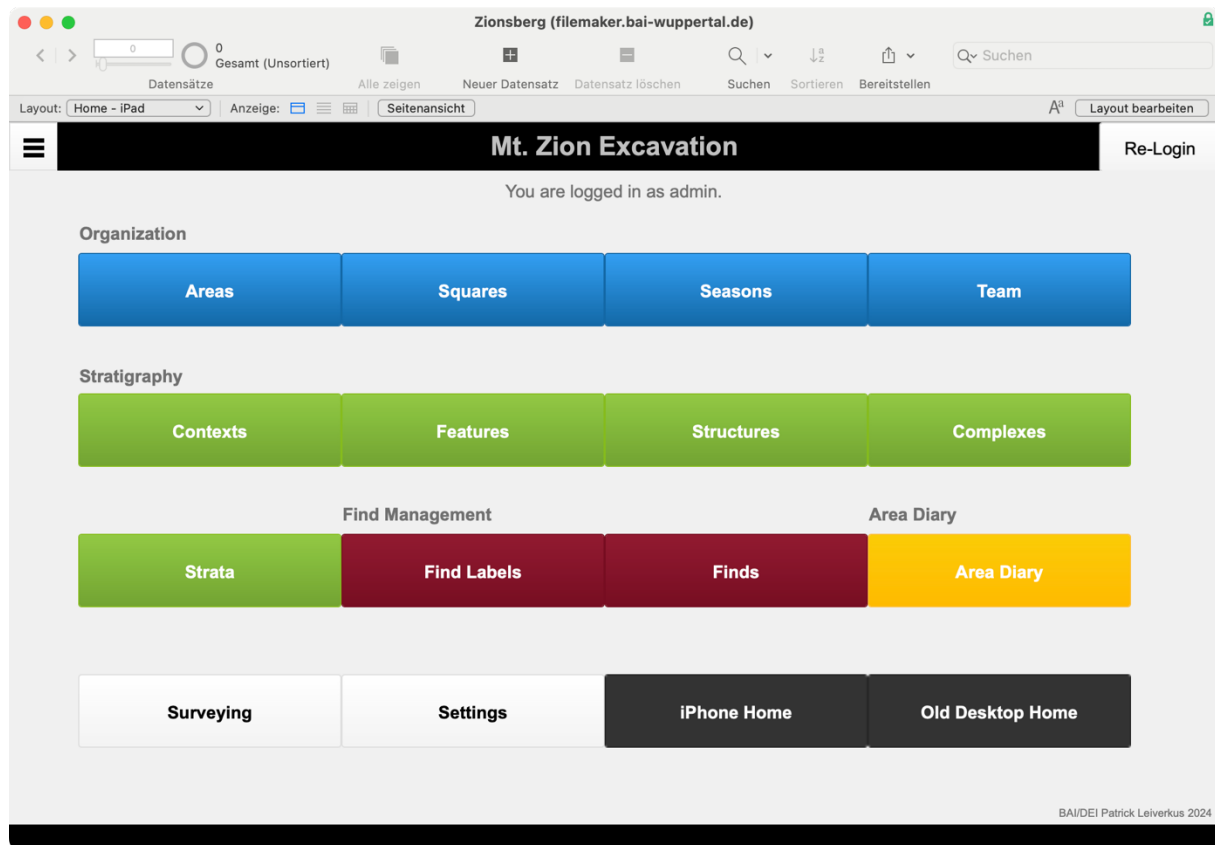 Zionsberg (filemaker.bai-wuppertal.de)
0
0
Gesamt (Unsortiert)
Suchen
Datensätze Alle zeigen Neuer Datensatz Datensatz löschen Suchen Sortieren Bereitstellen
Layout: Home - iPad Anzeige: Seitenansicht Aa Layout bearbeiten
Mt. Zion Excavation Re-Login
You are logged in as admin.
Organization
Areas Squares Seasons Team
Stratigraphy
Contexts Features Structures Complexes
Find Management Area Diary
Strata Find Labels Finds Area Diary
Surveying Settings iPhone Home Old Desktop Home
BAI/DEI Patrick Leiverkus 2024